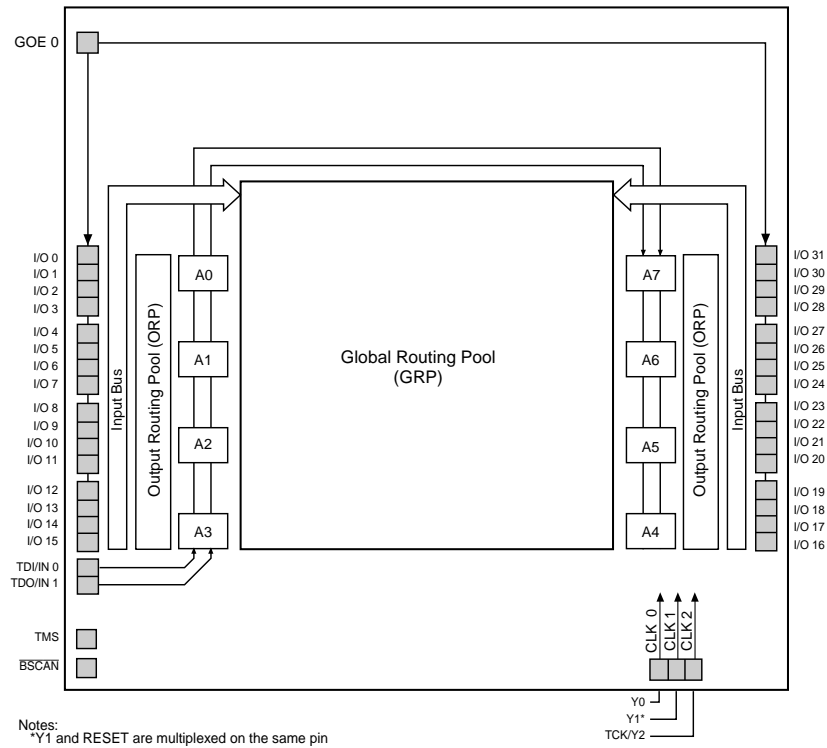 GOE 0
I/O 0
I/O 1
I/O 2
I/O 3
I/O 4
I/O 5
I/O 6
I/O 7
I/O 8
I/O 9
I/O 10
I/O 11
I/O 12
I/O 13
I/O 14
I/O 15
TDI/IN 0
TDO/IN 1
TMS
BSCAN
Input Bus
Output Routing Pool (ORP)
A0
A1
A2
A3
Global Routing Pool
(GRP)
A7
A6
A5
A4
Output Routing Pool (ORP)
Input Bus
I/O 31
I/O 30
I/O 29
I/O 28
I/O 27
I/O 26
I/O 25
I/O 24
I/O 23
I/O 22
I/O 21
I/O 20
I/O 19
I/O 18
I/O 17
I/O 16
CLK 0
CLK 1
CLK 2
Y0
Y1*
TCK/Y2
Notes:
*Y1 and RESET are multiplexed on the same pin